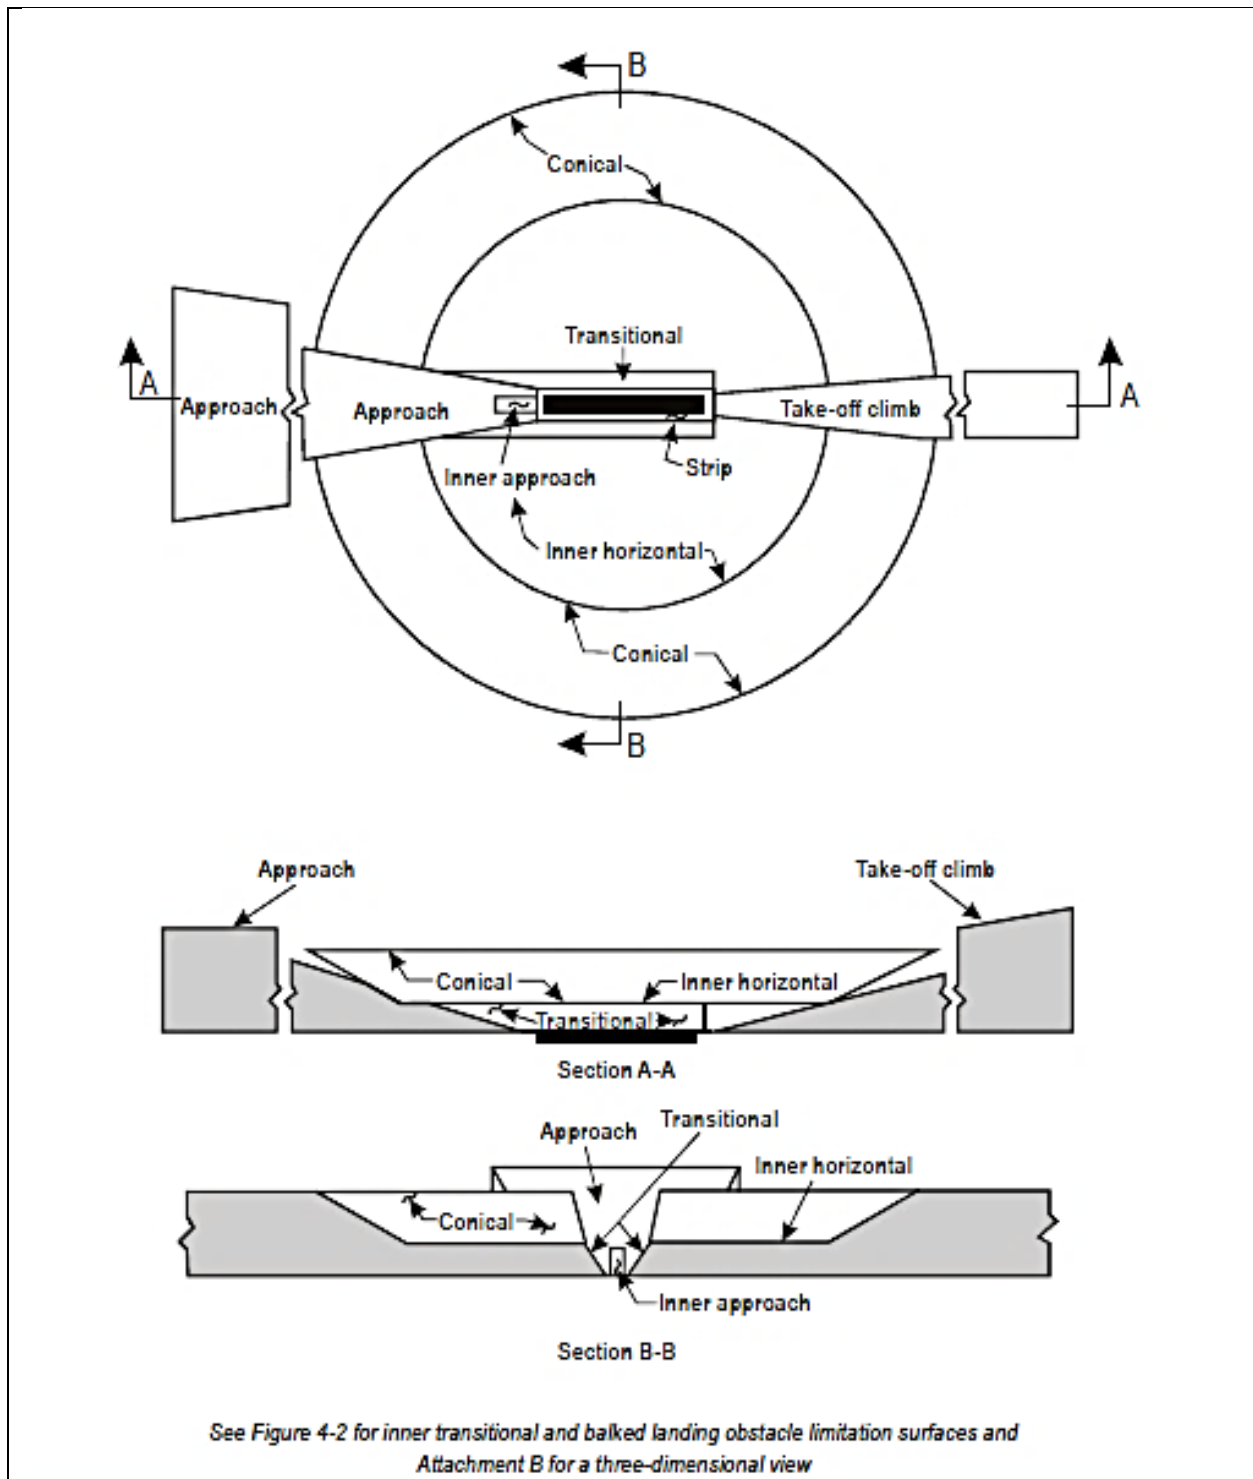 B
Conical
Transitional
A
Approach
Approach
Take-off climb
A
Inner approach
Strip
Inner horizontal
Conical
B
Approach
Take-off climb
Conical
Inner horizontal
Transitional
Section A-A
Transitional
Approach
Inner horizontal
Conical
Inner approach
Section B-B
See Figure 4-2 for inner transitional and balked landing obstacle limitation surfaces and
Attachment B for a three-dimensional view